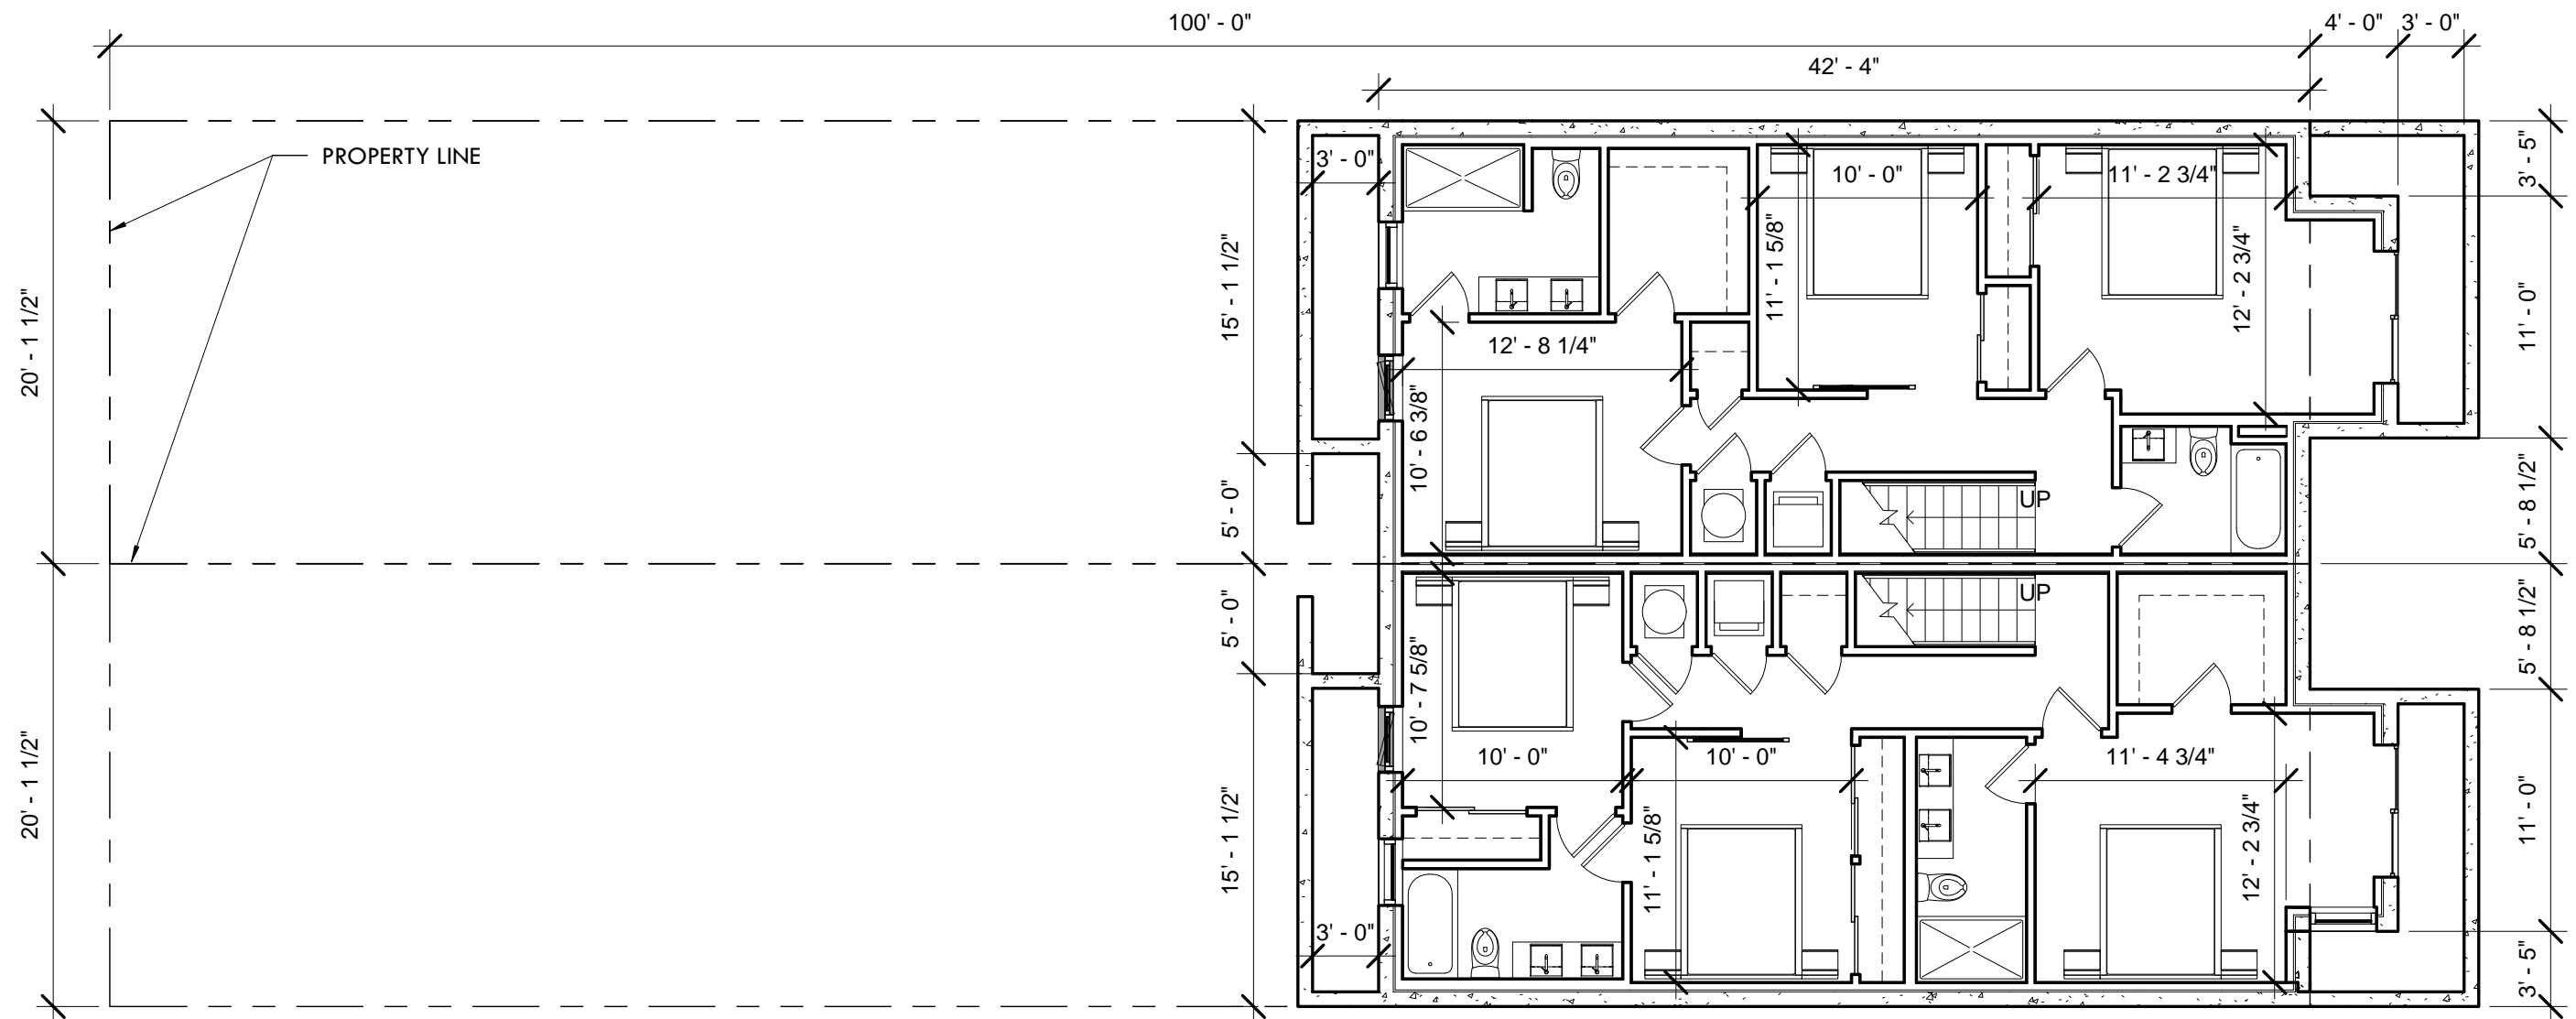 100' - 0"
4' - 0"
3' - 0"
42' - 4"
PROPERTY LINE
3' - 0"
10' - 0"
11' - 2 3/4"
3' - 5"
20' - 1 1/2"
15' - 1 1/2"
11' - 1 5/8"
12' - 2 3/4"
11' - 0"
12' - 8 1/4"
10' - 6 3/8"
5' - 0"
UP
5' - 8 1/2"
5' - 0"
UP
5' - 8 1/2"
10' - 7 5/8"
10' - 0"
10' - 0"
11' - 4 3/4"
20' - 1 1/2"
15' - 1 1/2"
11' - 1 5/8"
12' - 2 3/4"
11' - 0"
3' - 0"
3' - 5"